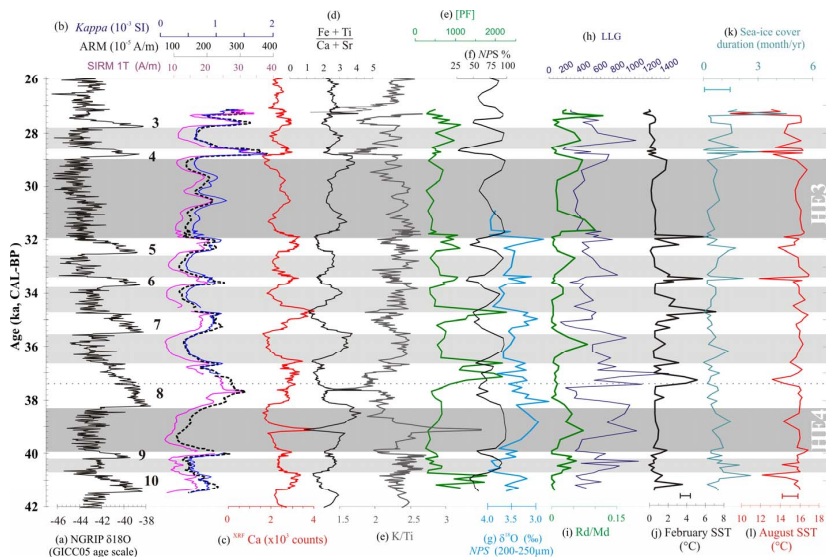 (b) Kappa (10⁻³ SI)
0 1 2
ARM (10⁻⁵ A/m)
100 200 300 400
SIRM 1T (A/m)
10 20 30 40
(d)
Fe + Ti
Ca + Sr
0 1 2 3 4 5
(e) [PF]
0 1000 2000
(f) NPS %
25 50 75 100
(h) LLG
0 200 400 600 800 1000 1200 1400
(k) Sea-ice cover
duration (month/yr)
0 3 6
Age (ka, CAL-BP)
26
28
30
32
34
36
38
40
42
3
4
5
6
7
8
9
10
HE3
HE4
-46 -44 -42 -40 -38
(a) NGRIP δ18O
(GICC05 age scale)
0 1 2 3 4
(c) XRF Ca (x10³ counts)
1.5 2 2.5 3
(e) K/Ti
4.0 3.5 3.0
(g) δ¹⁸O (‰)
NPS (200-250µm)
0 0.15
(i) Rd/Md
0 2 4 6 8
(j) February SST
(°C)
10 12 14 16 18
(l) August SST
(°C)